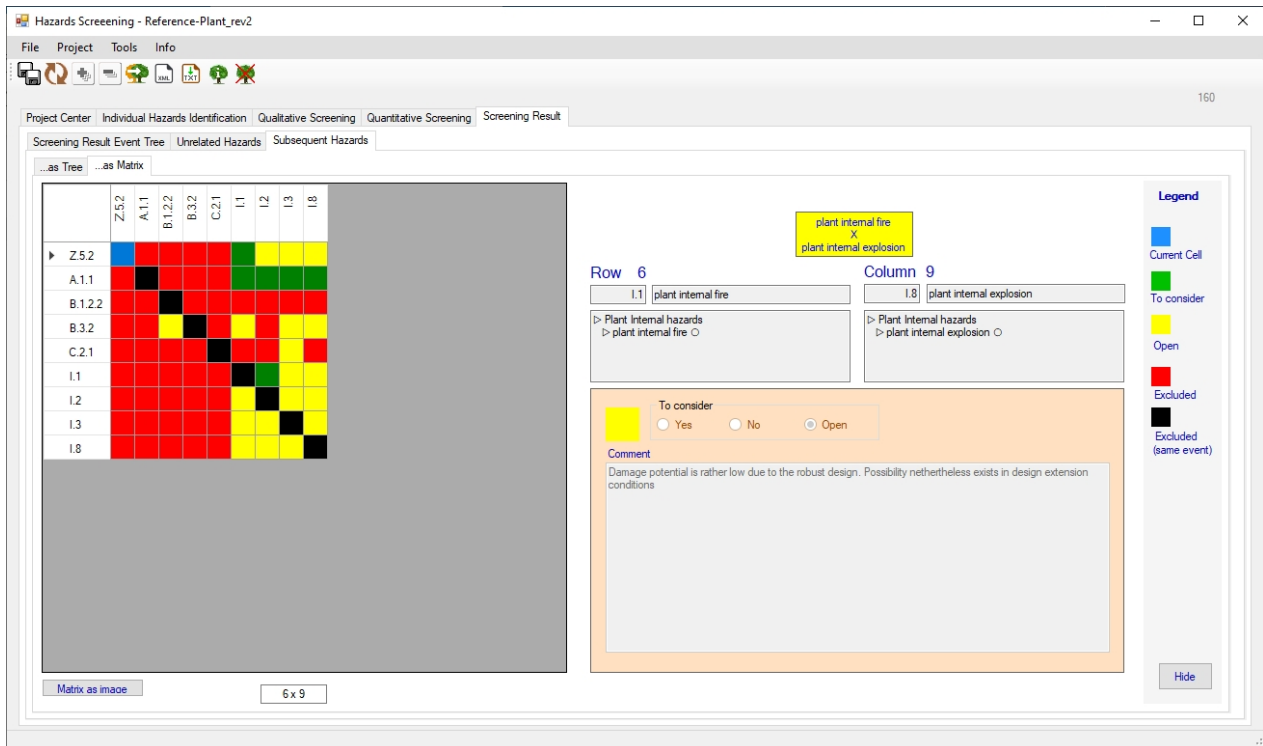 Hazards Screeening - Reference-Plant_rev2
File Project Tools Info
XML TXT
160
Project Center Individual Hazards Identification Qualitative Screening Quantitative Screening Screening Result
Screening Result Event Tree Unrelated Hazards Subsequent Hazards
...as Tree ...as Matrix
Z.5.2 A.1.1 B.1.2.2 B.3.2 C.2.1 I.1 I.2 I.3 I.8
Z.5.2
A.1.1
B.1.2.2
B.3.2
C.2.1
I.1
I.2
I.3
I.8
Matrix as image
6 x 9
plant internal fire
X
plant internal explosion
Row 6
I.1 plant internal fire
Plant Internal hazards
plant internal fire
Column 9
I.8 plant internal explosion
Plant Internal hazards
plant internal explosion
To consider
Yes No Open
Comment
Damage potential is rather low due to the robust design. Possibility nethertheless exists in design extension
conditions
Legend
Current Cell
To consider
Open
Excluded
Excluded
(same event)
Hide